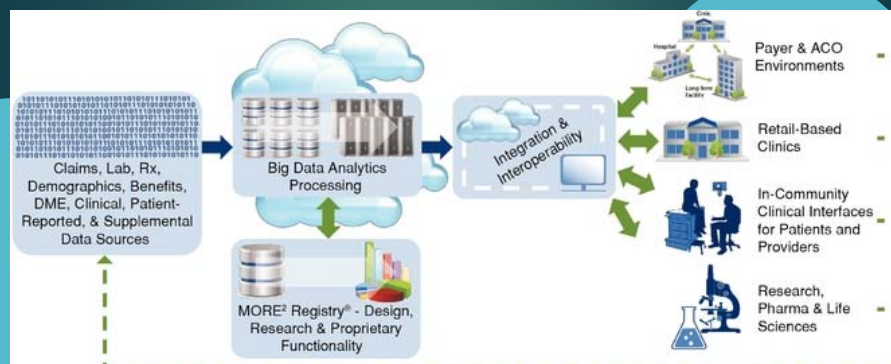 Claims, Lab, Rx,
Demographics, Benefits,
DME, Clinical, Patient-
Reported, & Supplemental
Data Sources
Big Data Analytics
Processing
MORE² Registry® - Design,
Research & Proprietary
Functionality
Integration &
Interoperability
Clinic
Hospital
Long-Term
Facility
Payer & ACO
Environments
Retail-Based
Clinics
In-Community
Clinical Interfaces
for Patients and
Providers
Research,
Pharma & Life
Sciences